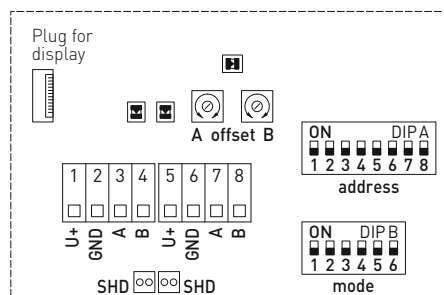 Plug for
display
A offset B
ON DIP A
1 2 3 4 5 6 7 8
address
1 2 3 4 5 6 7 8
U+ GND A B U+ GND A B
ON DIP B
1 2 3 4 5 6
mode
SHD SHD